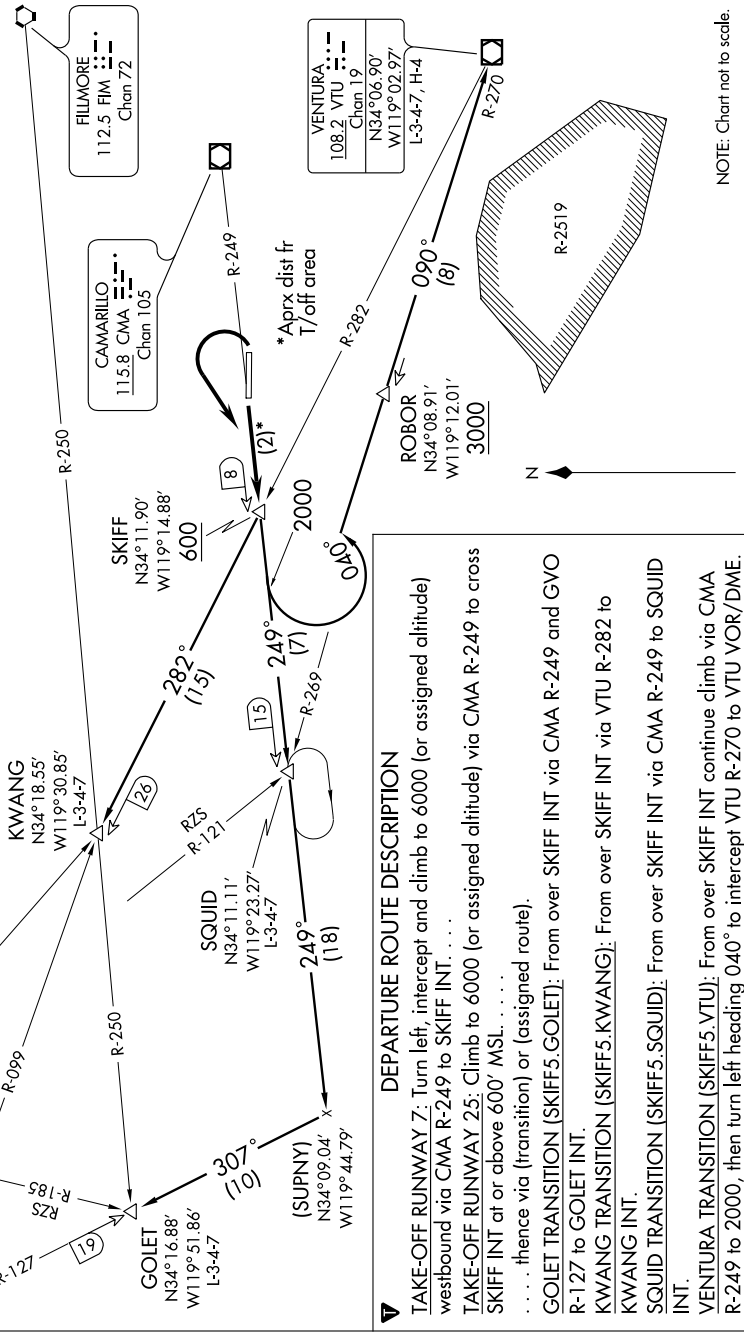 FILLMORE
112.5 FIM
Chan 72
CAMARILLO
115.8 CMA
Chan 105
VENTURA
108.2 VTU
Chan 19
N34°06.90'
W119°02.97'
L-3-4-7, H-4
R-250
R-249
*Aprx dist fr
T/off area
(2)*
8
SKIFF
N34°11.90'
W119°14.88'
600
R-282
090°
(8)
R-270
R-2519
ROBOR
N34°08.91'
W119°12.01'
3000
N
2000
040°
KWANG
N34°18.55'
W119°30.85'
L-3-4-7
26
282°
(15)
249°
(7)
15
R-269
RZS
R-121
SQUID
N34°11.11'
W119°23.27'
L-3-4-7
249°
(18)
R-099
R-250
RZS
R-185
R-127
19
GOLET
N34°16.88'
W119°51.86'
L-3-4-7
307°
(10)
(SUPNY)
N34°09.04'
W119°44.79'
X
NOTE: Chart not to scale.
T
DEPARTURE ROUTE DESCRIPTION
TAKE-OFF RUNWAY 7: Turn left, intercept and climb to 6000 (or assigned altitude)
westbound via CMA R-249 to SKIFF INT. . . .
TAKE-OFF RUNWAY 25: Climb to 6000 (or assigned altitude) via CMA R-249 to cross
SKIFF INT at or above 600' MSL. . . . .
. . . . thence via (transition) or (assigned route).
GOLET TRANSITION (SKIFF5.GOLET): From over SKIFF INT via CMA R-249 and GVO
R-127 to GOLET INT.
KWANG TRANSITION (SKIFF5.KWANG): From over SKIFF INT via VTU R-282 to
KWANG INT.
SQUID TRANSITION (SKIFF5.SQUID): From over SKIFF INT via CMA R-249 to SQUID
INT.
VENTURA TRANSITION (SKIFF5.VTU): From over SKIFF INT continue climb via CMA
R-249 to 2000, then turn left heading 040° to intercept VTU R-270 to VTU VOR/DME.